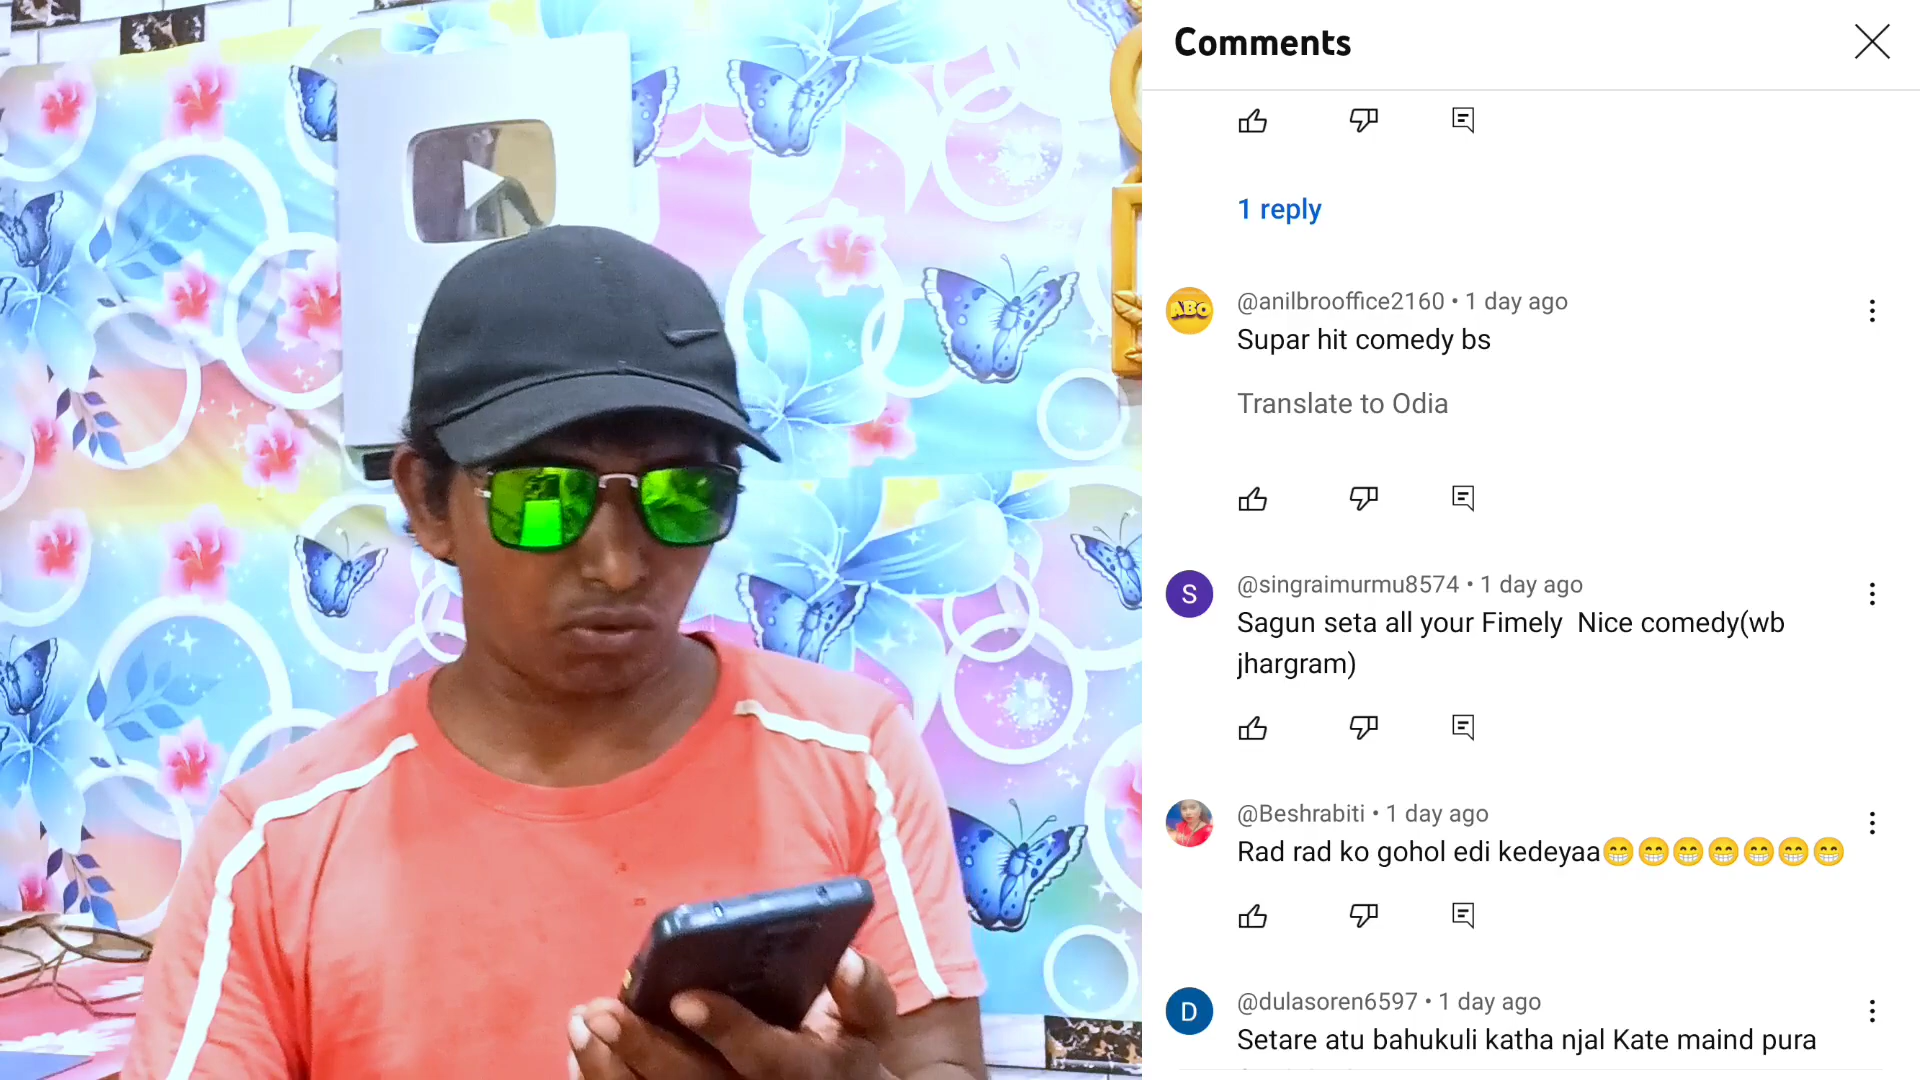 Comments
1 reply
ABO
@anilbrooffice2160 • 1 day ago
Supar hit comedy bs
Translate to Odia
S
@singraimurmu8574 • 1 day ago
Sagun seta all your Fimely  Nice comedy(wb
jhargram)
@Beshrabiti • 1 day ago
Rad rad ko gohol edi kedeyaa😁😁😁😁😁😁😁
D
@dulasoren6597 • 1 day ago
Setare atu bahukuli katha njal Kate maind pura